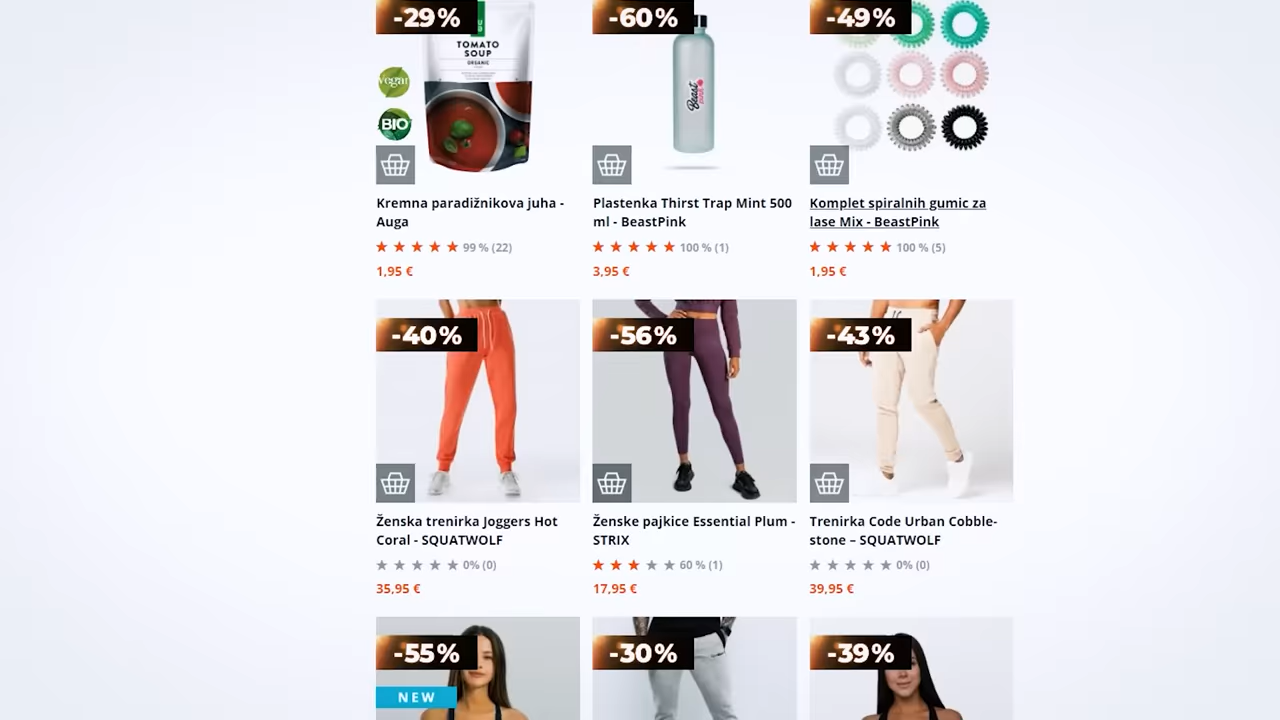 -29%
-60%
-49%
TOMATO
SOUP
ORGANIC
BIO
Beast
Kremna paradižnikova juha -
Auga
Plastenka Thirst Trap Mint 500
ml - BeastPink
Komplet spiralnih gumic za
lase Mix - BeastPink
99 % (22)
100 % (1)
100 % (5)
1,95 €
3,95 €
1,95 €
-40%
-56%
-43%
Ženska trenirka Joggers Hot
Coral - SQUATWOLF
Ženske pajkice Essential Plum -
STRIX
Trenirka Code Urban Cobble-
stone – SQUATWOLF
0% (0)
60 % (1)
0% (0)
35,95 €
17,95 €
39,95 €
-55%
-30%
-39%
NEW